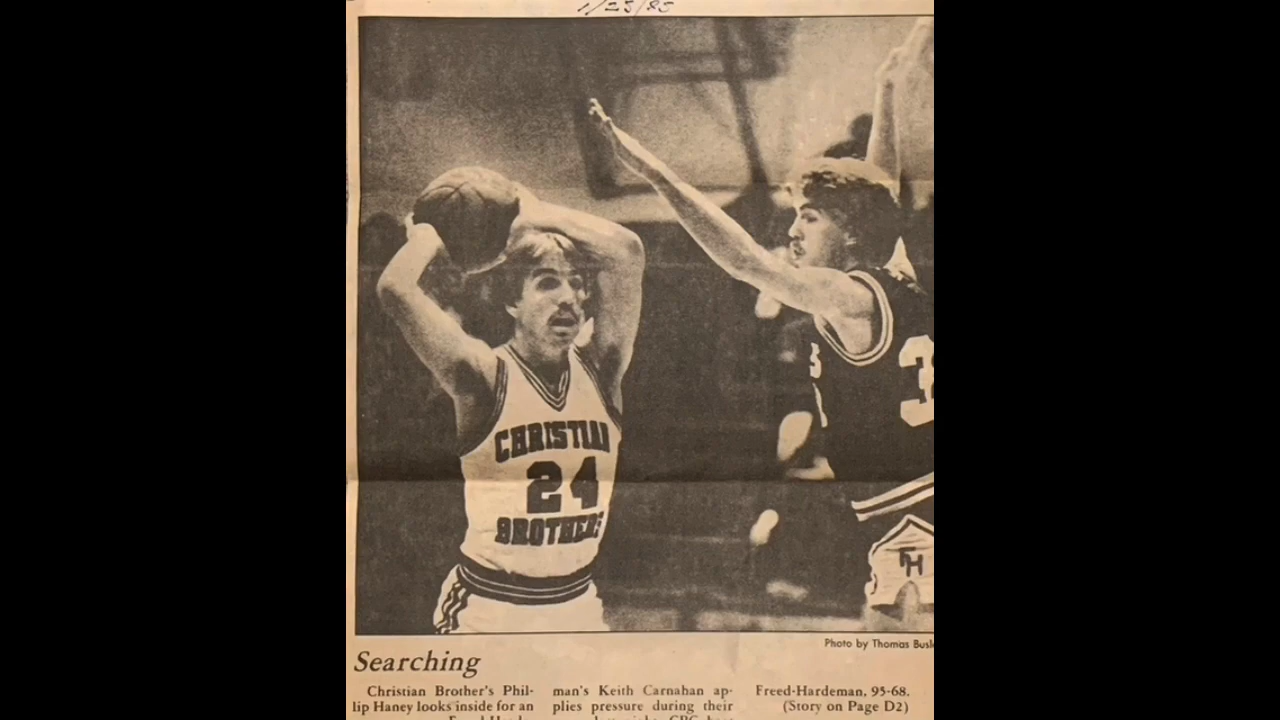 1/23/85
CHRISTIAN
24
BROTHERS
3
FH
Photo by Thomas Busl
Searching
Christian Brother's Phil-
lip Haney looks inside for an
man's Keith Carnahan ap-
plies pressure during their
Freed-Hardeman, 95-68.
(Story on Page D2)